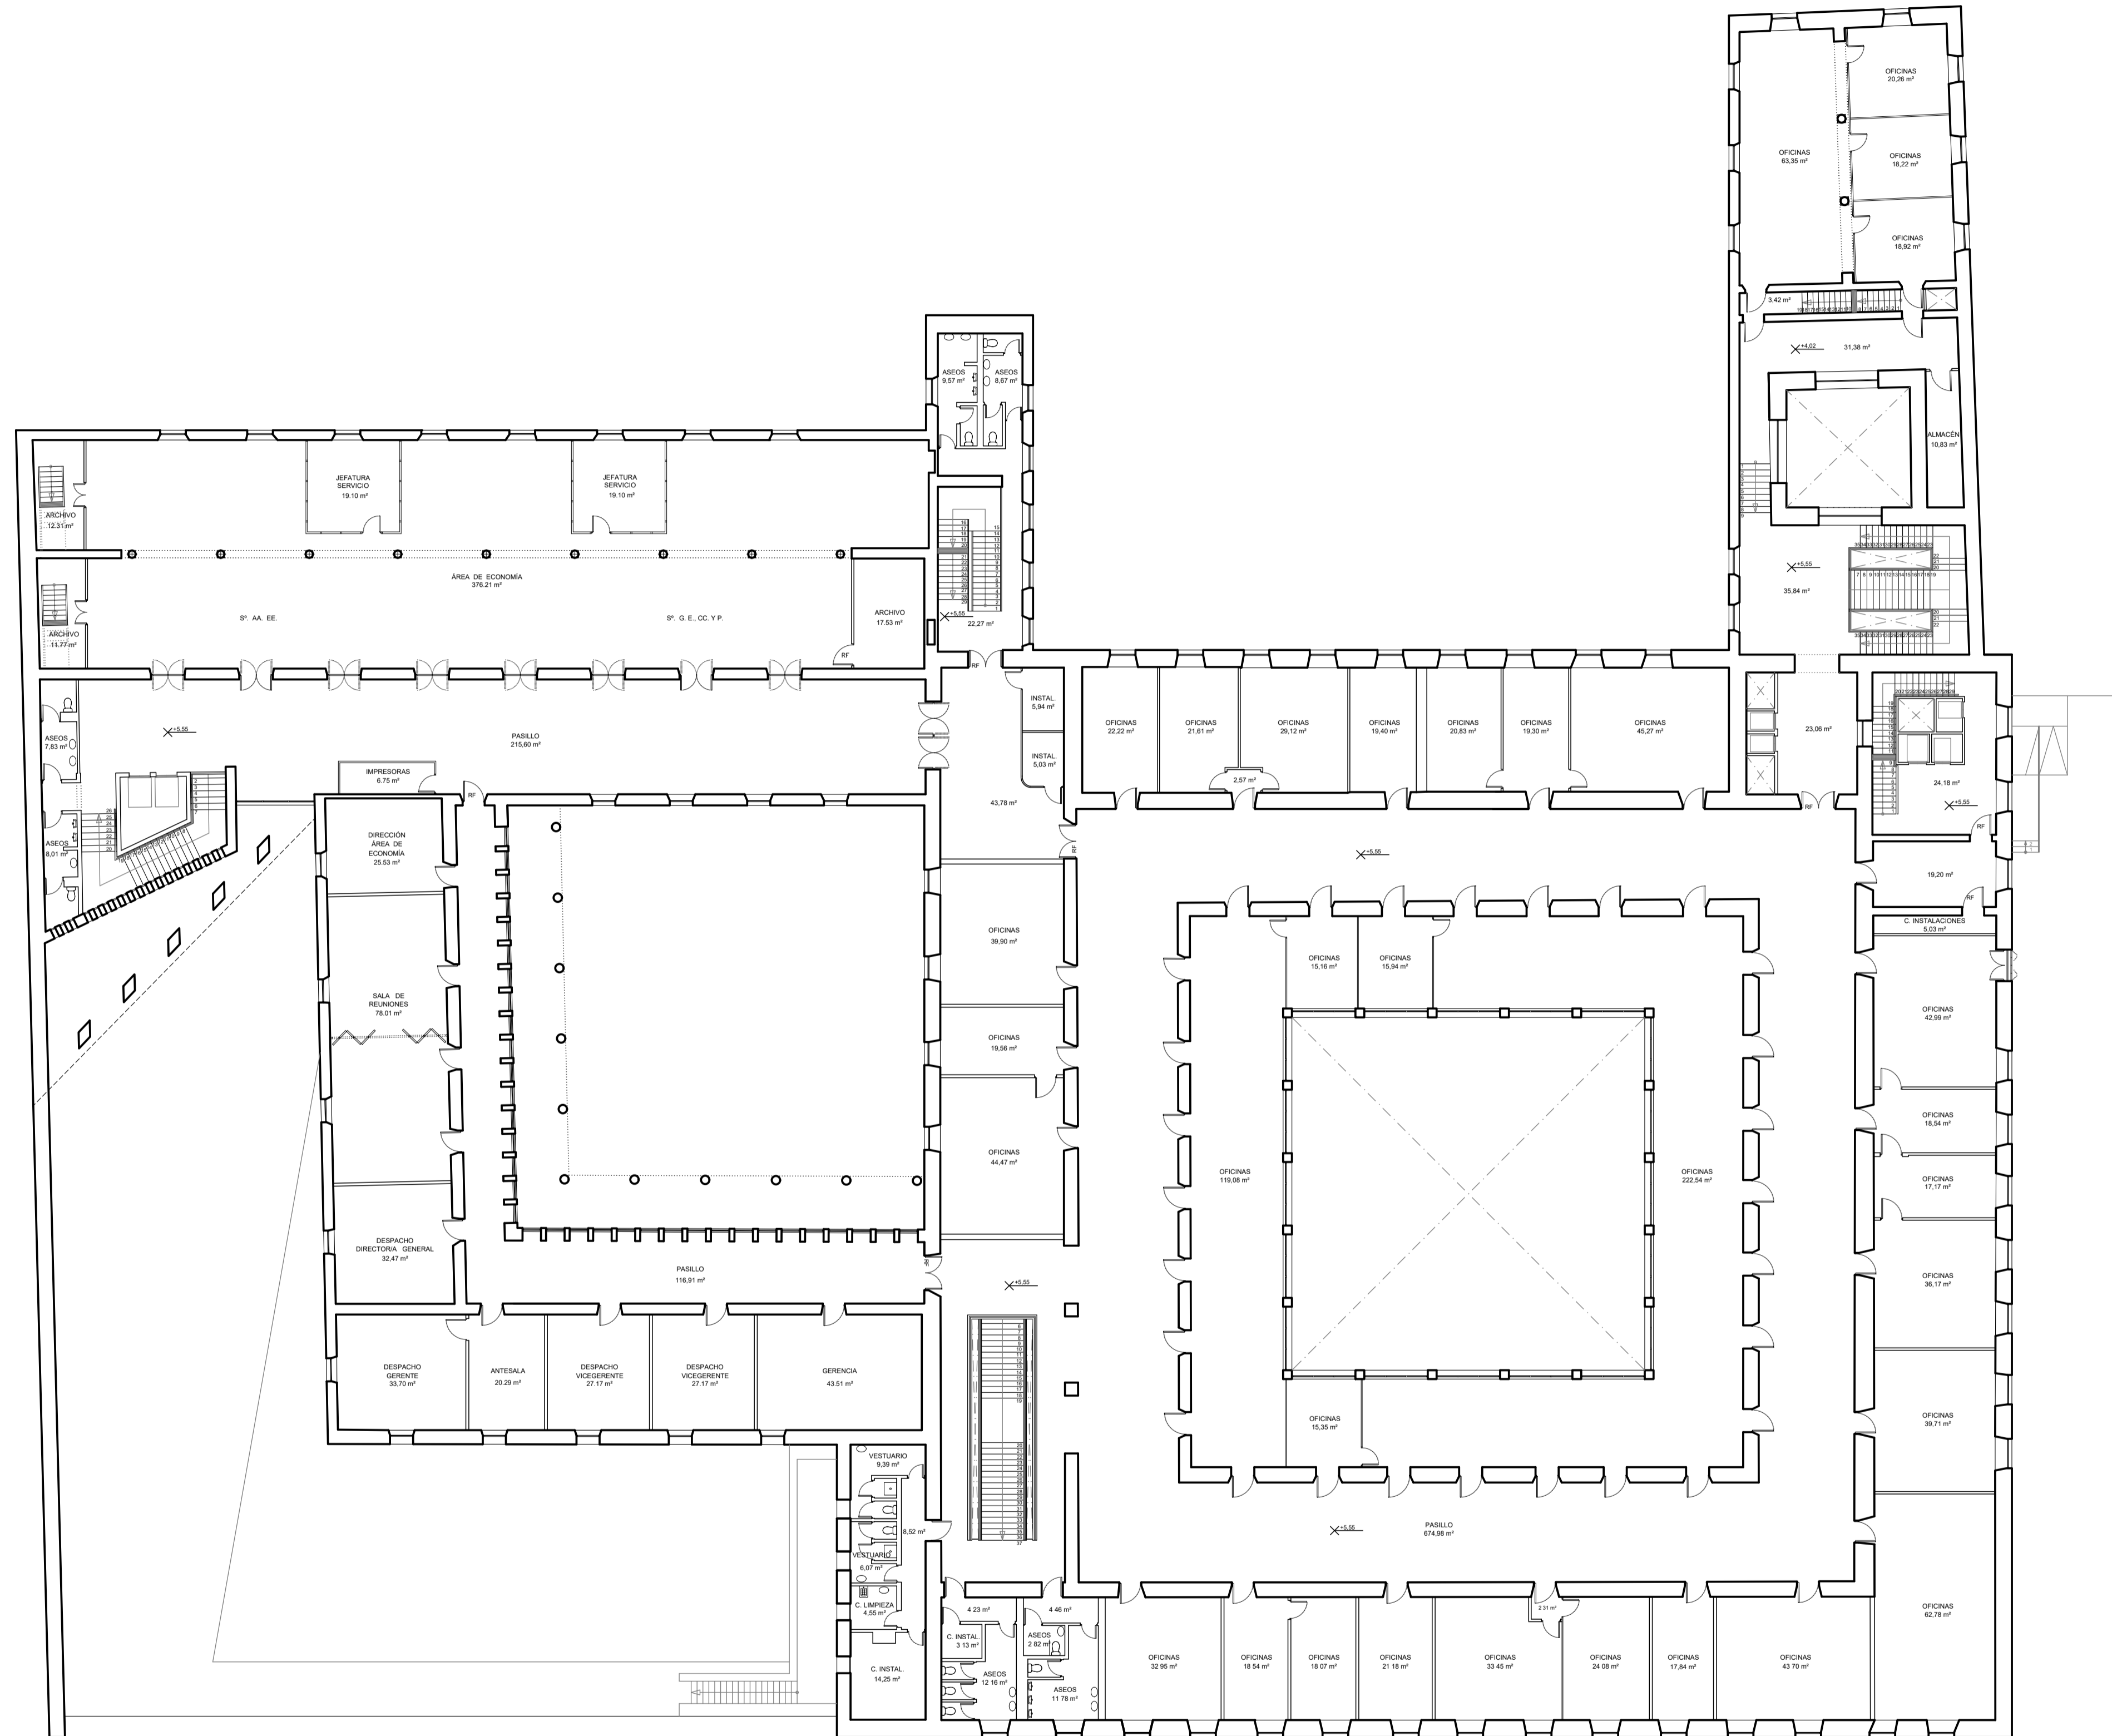 OFICINAS
20,26 m²
OFICINAS
63,35 m²
OFICINAS
18,22 m²
OFICINAS
18,92 m²
3,42 m²
+4,02
31,38 m²
ALMACÉN
10,83 m²
+5,55
35,84 m²
ASEOS
9,57 m²
ASEOS
8,67 m²
JEFATURA
SERVICIO
19.10 m²
JEFATURA
SERVICIO
19.10 m²
ARCHIVO
12.31 m²
ÁREA DE ECONOMÍA
376.21 m²
Sº. AA. EE.
Sº. G. E., CC. Y P.
ARCHIVO
17.53 m²
RF
ARCHIVO
11.77 m²
+5,55
22,27 m²
RF
ASEOS
7,83 m²
+5,55
PASILLO
215,60 m²
IMPRESORAS
6.75 m²
RF
ASEOS
8,01 m²
INSTAL.
5,94 m²
INSTAL.
5,03 m²
43,78 m²
RF
OFICINAS
22,22 m²
OFICINAS
21,61 m²
OFICINAS
29,12 m²
2,57 m²
OFICINAS
19,40 m²
OFICINAS
20,83 m²
OFICINAS
19,30 m²
OFICINAS
45,27 m²
23,06 m²
RF
24,18 m²
+5,55
RF
19,20 m²
RF
C. INSTALACIONES
5,03 m²
+5,55
DIRECCIÓN
ÁREA DE
ECONOMÍA
25.53 m²
SALA DE
REUNIONES
78.01 m²
DESPACHO
DIRECTOR/A GENERAL
32,47 m²
OFICINAS
39,90 m²
OFICINAS
19,56 m²
OFICINAS
44,47 m²
OFICINAS
15,16 m²
OFICINAS
15,94 m²
OFICINAS
119,08 m²
OFICINAS
222,54 m²
OFICINAS
15,35 m²
OFICINAS
42,99 m²
OFICINAS
18,54 m²
OFICINAS
17,17 m²
OFICINAS
36,17 m²
OFICINAS
39,71 m²
OFICINAS
62,78 m²
PASILLO
116,91 m²
RF
+5,55
DESPACHO
GERENTE
33,70 m²
ANTESALA
20.29 m²
DESPACHO
VICEGERENTE
27.17 m²
DESPACHO
VICEGERENTE
27.17 m²
GERENCIA
43.51 m²
VESTUARIO
9,39 m²
8,52 m²
VESTUARIO
6,07 m²
C. LIMPIEZA
4,55 m²
C. INSTAL.
14,25 m²
+5,55
PASILLO
674,98 m²
4 23 m²
4 46 m²
C. INSTAL.
3 13 m²
ASEOS
2 82 m²
ASEOS
12 16 m²
ASEOS
11 78 m²
OFICINAS
32 95 m²
OFICINAS
18 54 m²
OFICINAS
18 07 m²
OFICINAS
21 18 m²
OFICINAS
33 45 m²
2 31 m²
OFICINAS
24 08 m²
OFICINAS
17,84 m²
OFICINAS
43 70 m²